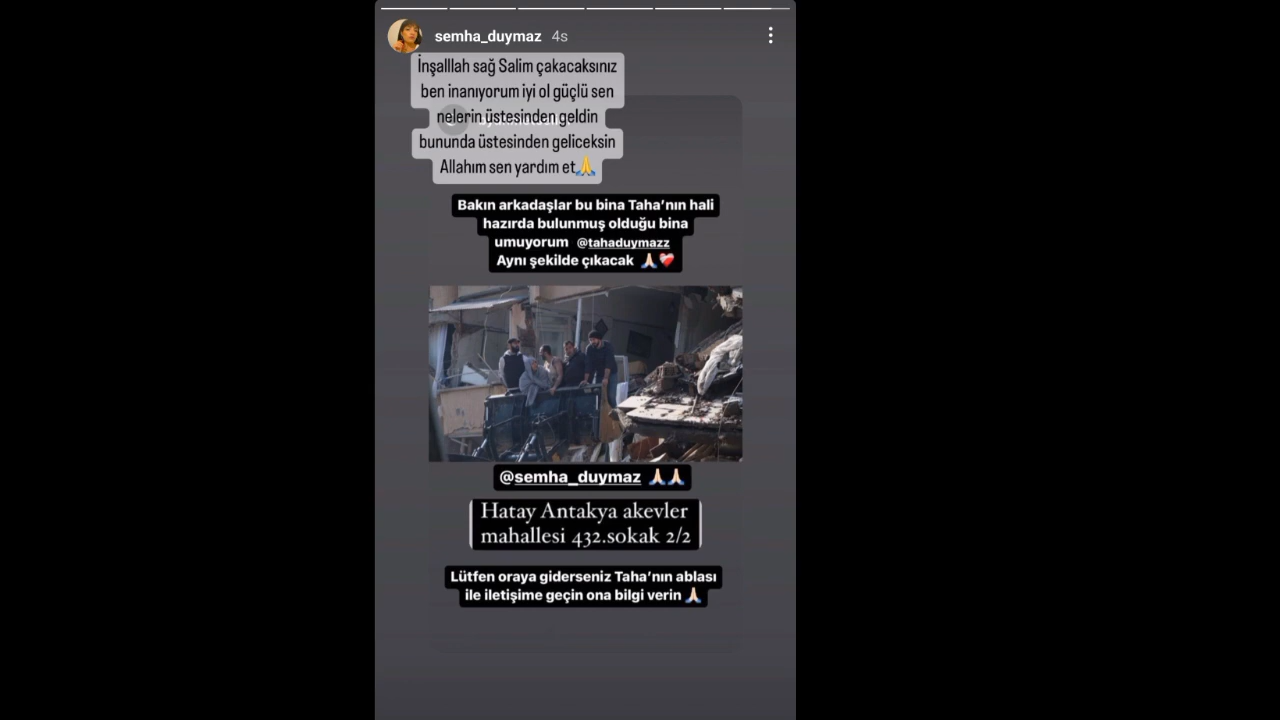 semha_duymaz 4s
İnşalllah sağ Salim çakacaksınız
ben inanıyorum iyi ol güçlü sen
nelerin üstesinden geldin
bununda üstesinden geliceksin
Allahım sen yardım et🙏
Bakın arkadaşlar bu bina Taha’nın hali
hazırda bulunmuş olduğu bina
umuyorum @tahaduymazz
Aynı şekilde çıkacak 🙏🏻❤️‍🩹
@semha_duymaz 🙏🏻🙏🏻
Hatay Antakya akevler
mahallesi 432.sokak 2/2
Lütfen oraya giderseniz Taha’nın ablası
ile iletişime geçin ona bilgi verin 🙏🏻